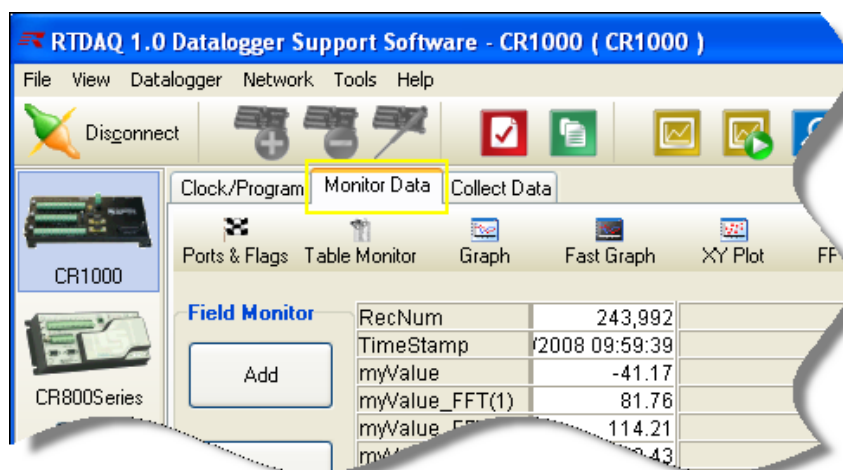 RTDAQ 1.0 Datalogger Support Software - CR1000 ( CR1000 )
File View Datalogger Network Tools Help
Disconnect
Clock/Program Monitor Data Collect Data
Ports & Flags Table Monitor Graph Fast Graph XY Plot FF
CR1000
Field Monitor
RecNum 243,992
TimeStamp /2008 09:59:39
Add
myValue -41.17
CR800Series
myValue_FFT(1) 81.76
114.21